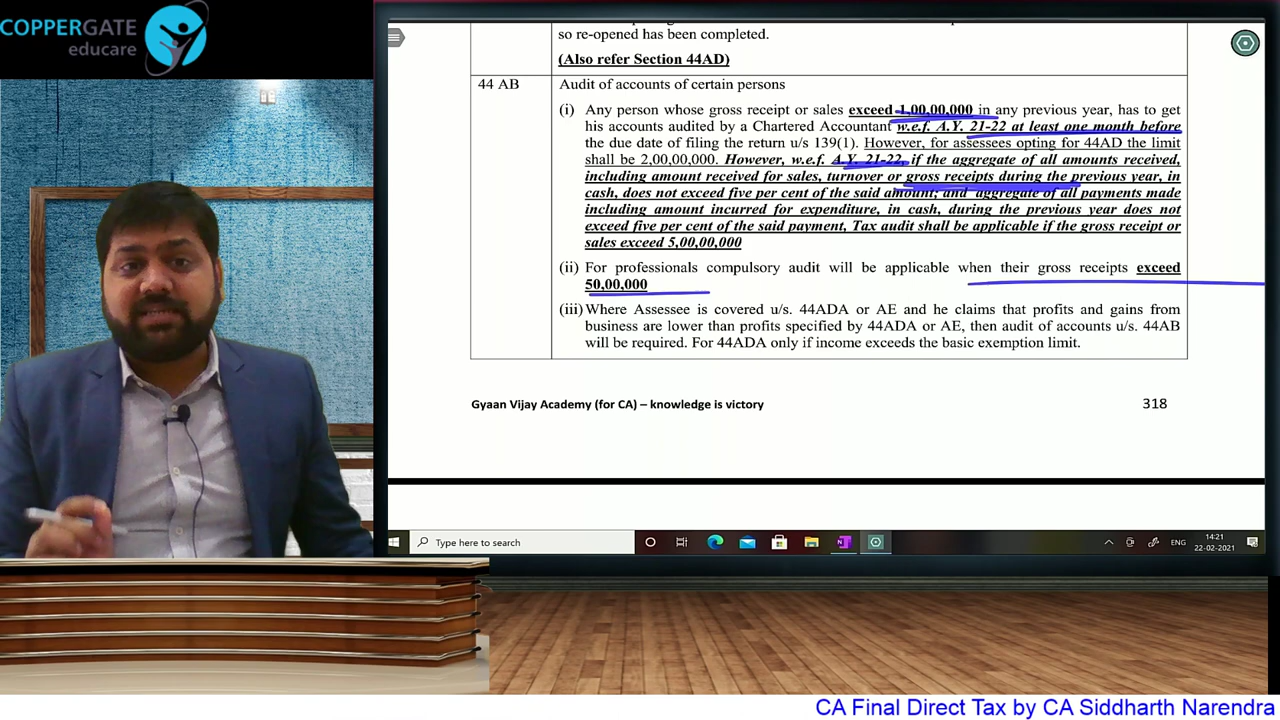 COPPERGATE
educare
so re-opened has been completed.
(Also refer Section 44AD)
44 AB
Audit of accounts of certain persons
(i) Any person whose gross receipt or sales exceed 1,00,00,000 in any previous year, has to get
his accounts audited by a Chartered Accountant w.e.f. A.Y. 21-22 at least one month before
the due date of filing the return u/s 139(1). However, for assessees opting for 44AD the limit
shall be 2,00,00,000. However, w.e.f. A.Y. 21-22, if the aggregate of all amounts received,
including amount received for sales, turnover or gross receipts during the previous year, in
cash, does not exceed five per cent of the said amount; and aggregate of all payments made
including amount incurred for expenditure, in cash, during the previous year does not
exceed five per cent of the said payment, Tax audit shall be applicable if the gross receipt or
sales exceed 5,00,00,000
(ii) For professionals compulsory audit will be applicable when their gross receipts exceed
50,00,000
(iii) Where Assessee is covered u/s. 44ADA or AE and he claims that profits and gains from
business are lower than profits specified by 44ADA or AE, then audit of accounts u/s. 44AB
will be required. For 44ADA only if income exceeds the basic exemption limit.
Gyaan Vijay Academy (for CA) – knowledge is victory
318
Type here to search
ENG
14:21
22-02-2021
CA Final Direct Tax by CA Siddharth Narendra